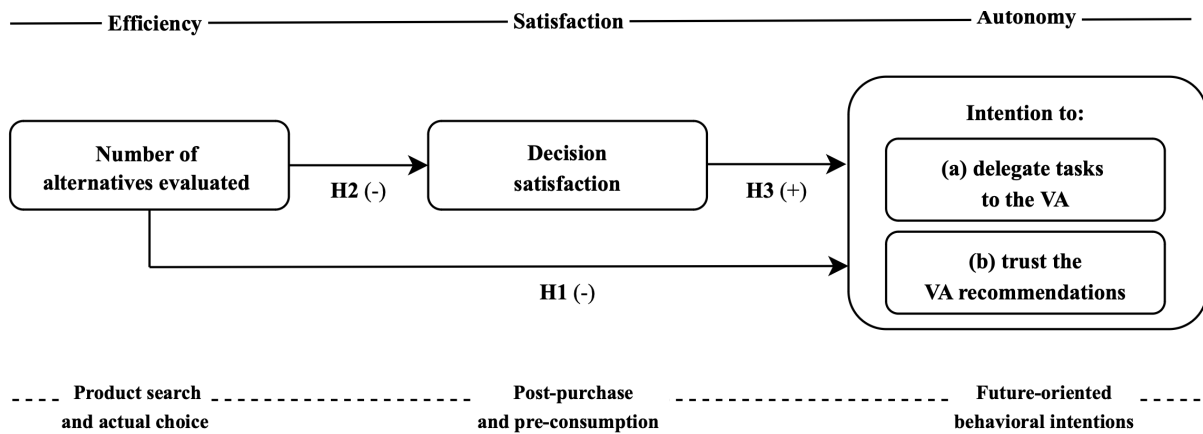 Efficiency
Satisfaction
Autonomy
Number of
alternatives evaluated
H2 (-)
Decision
satisfaction
H3 (+)
Intention to:
(a) delegate tasks
to the VA
(b) trust the
VA recommendations
H1 (-)
Product search
and actual choice
Post-purchase
and pre-consumption
Future-oriented
behavioral intentions